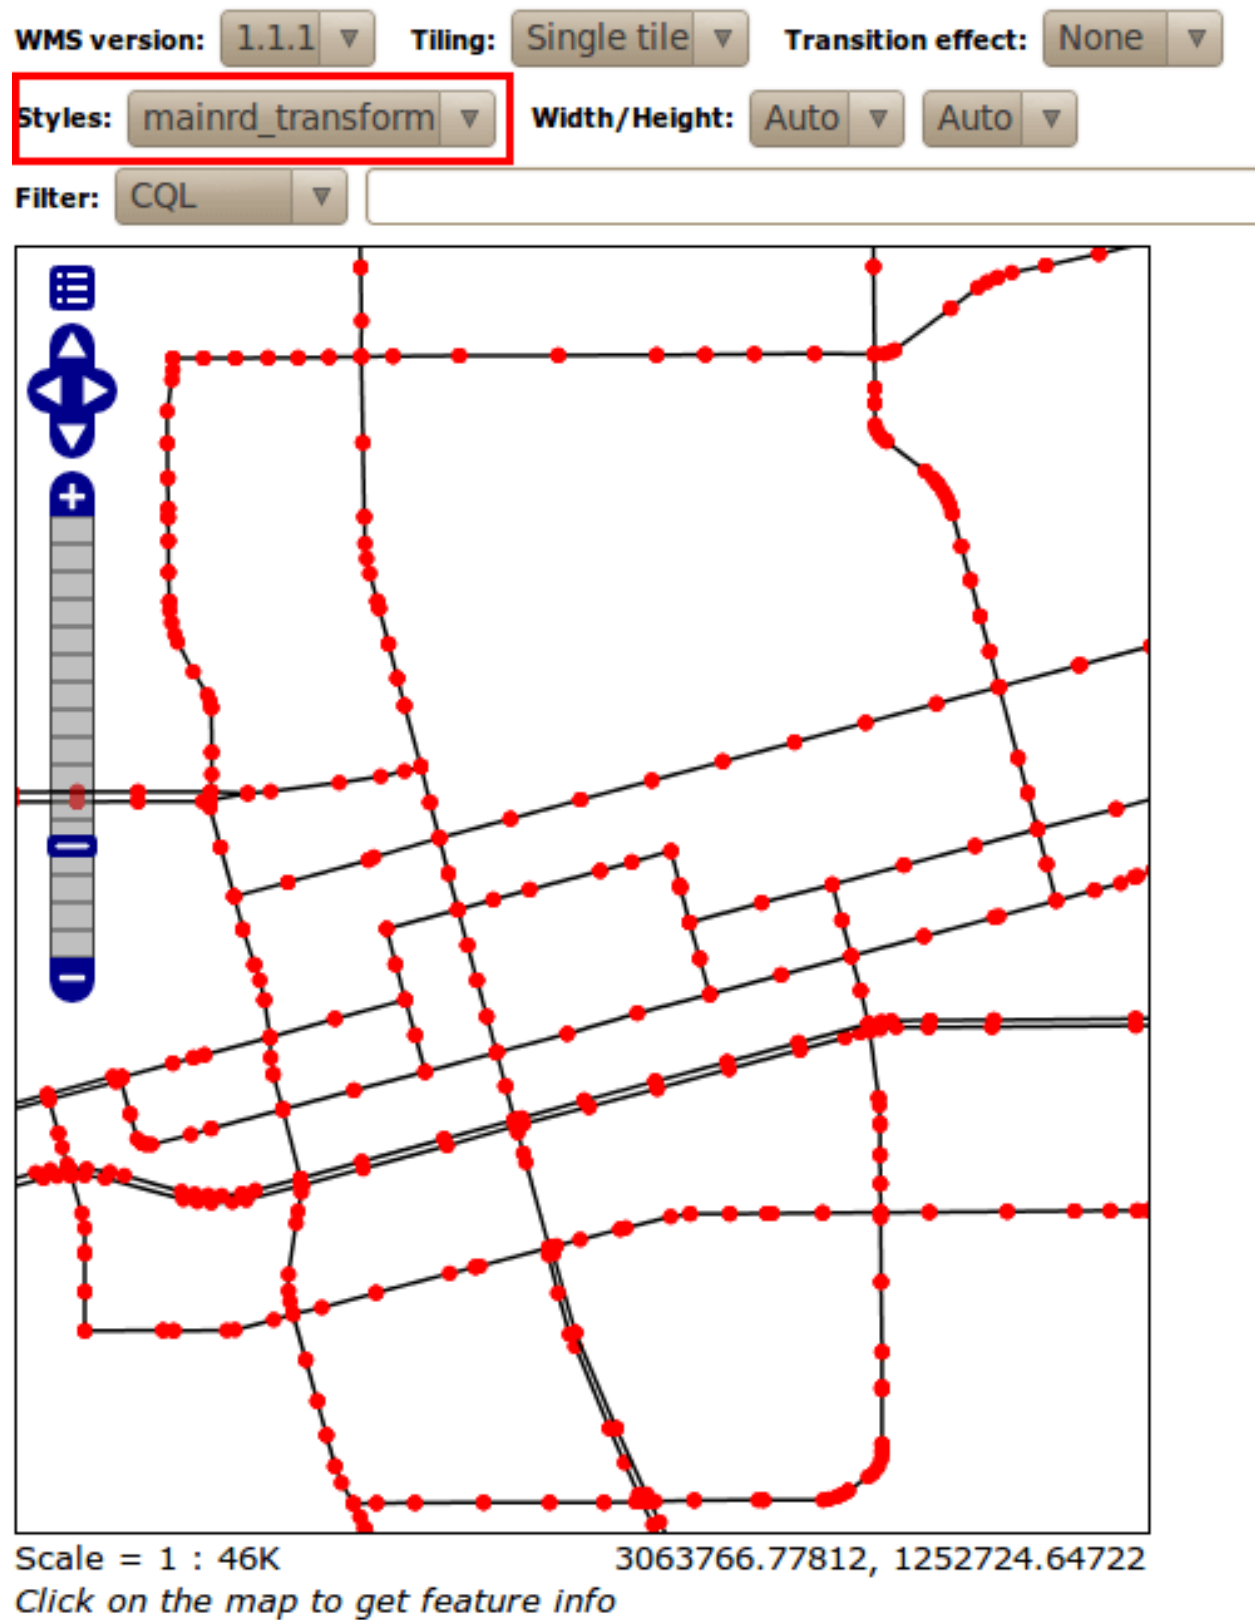 WMS version: 1.1.1 Tiling: Single tile Transition effect: None
Styles: mainrd_transform Width/Height: Auto Auto
Filter: CQL
Scale = 1 : 46K 3063766.77812, 1252724.64722
Click on the map to get feature info